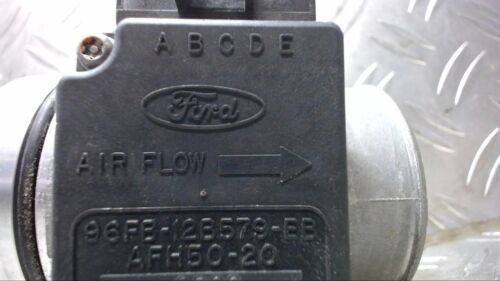 A B C D E
Ford
AIR FLOW
96FB-12B579-BB
AFH50-20